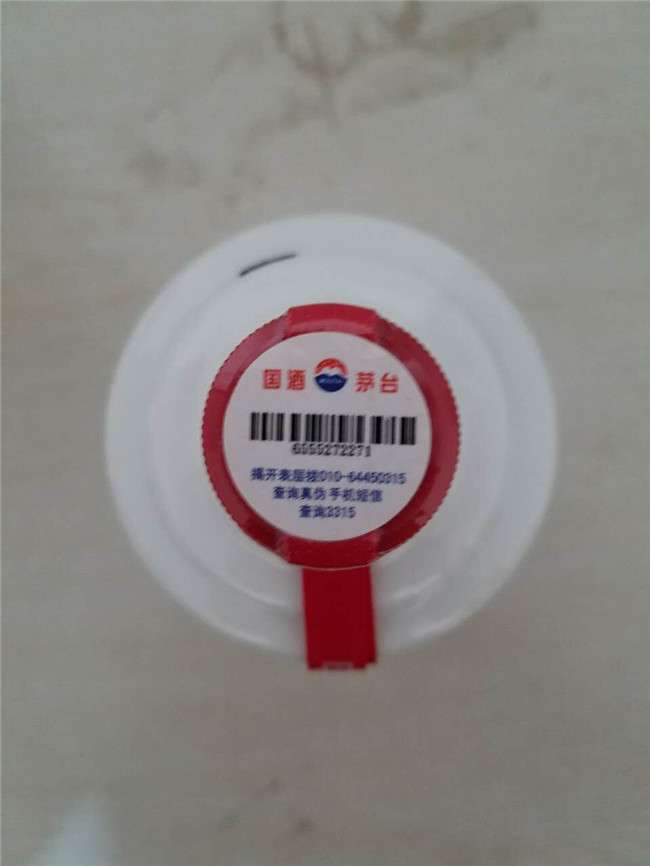 国酒 茅台
6555272271
揭开表层拨010-64450315
查询真伪 手机短信
查询3315